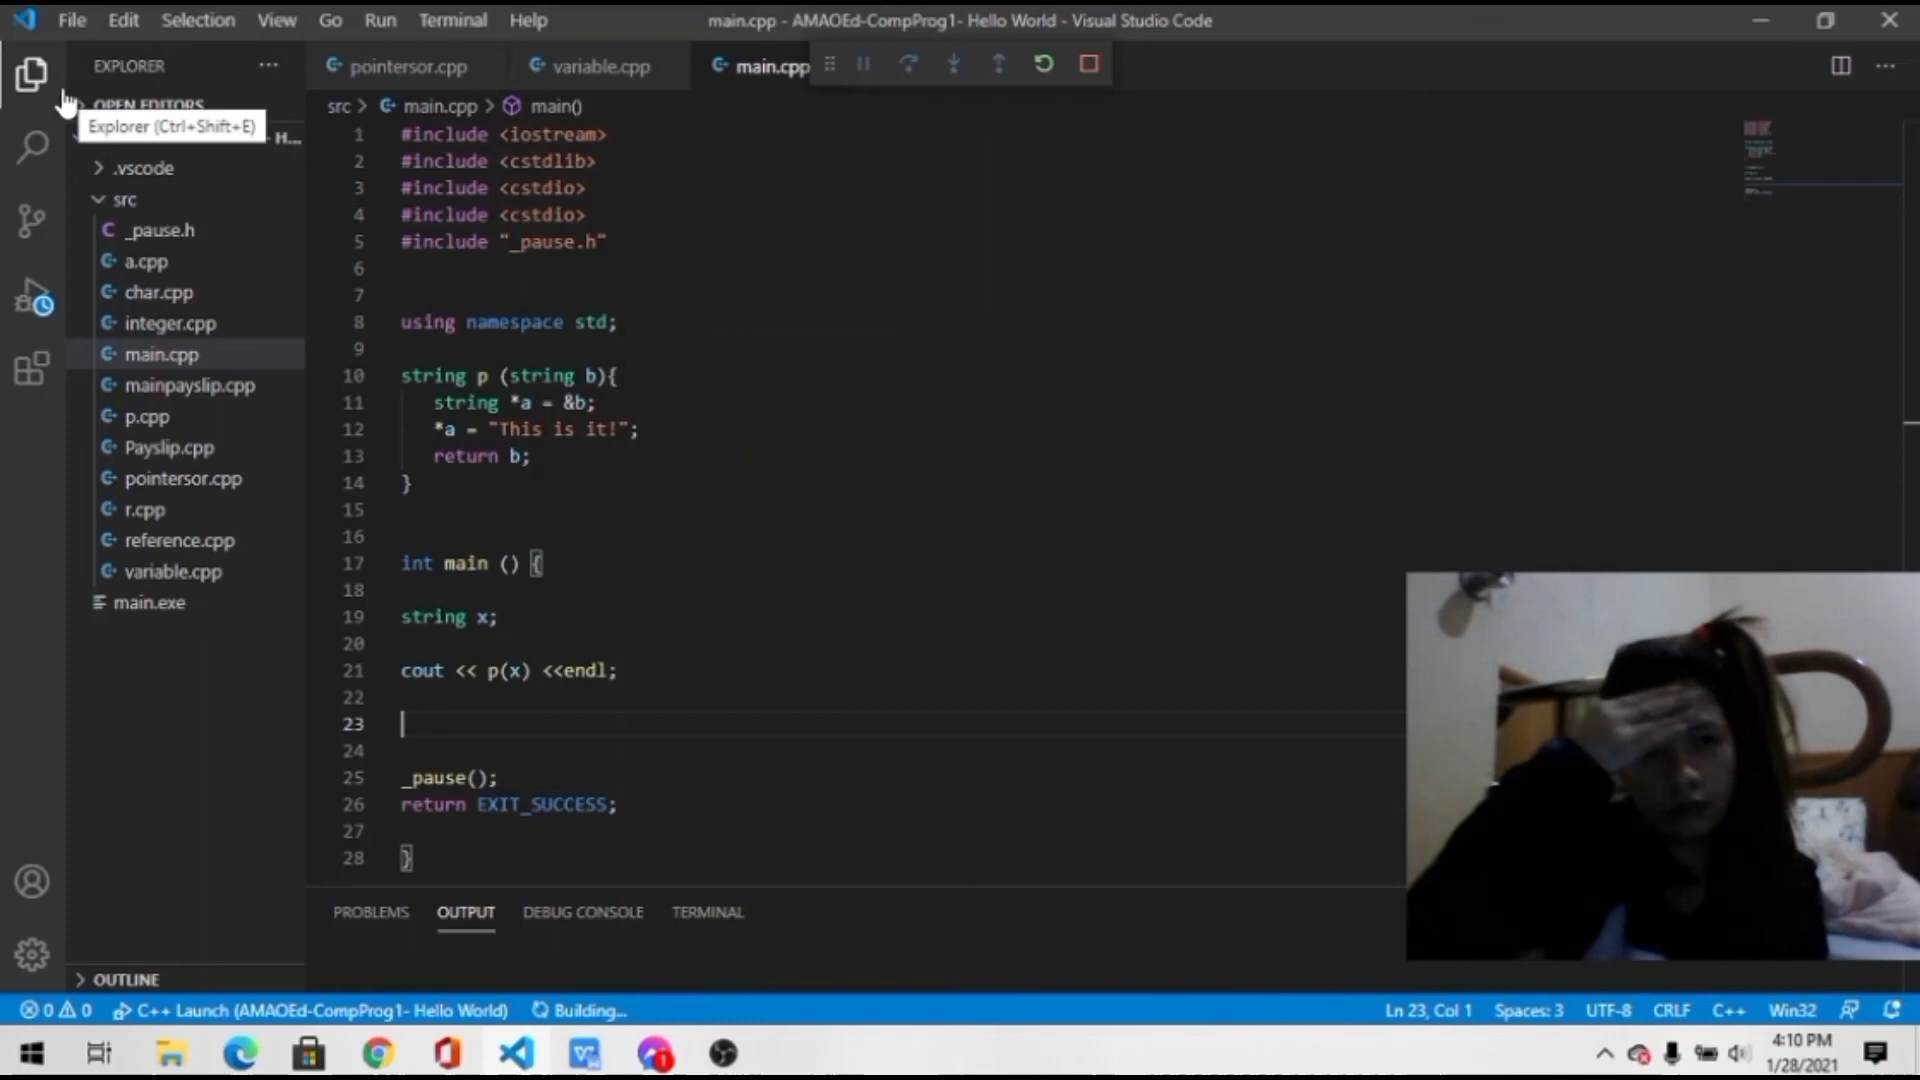 File Edit Selection View Go Run Terminal Help
main.cpp - AMAOEd-CompProg1- Hello World - Visual Studio Code
EXPLORER
pointersor.cpp
variable.cpp
main.cpp
OPEN EDITORS
Explorer (Ctrl+Shift+E)
H...
.vscode
src
_pause.h
a.cpp
char.cpp
integer.cpp
main.cpp
mainpayslip.cpp
p.cpp
Payslip.cpp
pointersor.cpp
r.cpp
reference.cpp
variable.cpp
main.exe
OUTLINE
src > main.cpp > main()
1 #include <iostream>
2 #include <cstdlib>
3 #include <cstdio>
4 #include <cstdio>
5 #include "_pause.h"
6
7
8 using namespace std;
9
10 string p (string b){
11 string *a = &b;
12 *a = "This is it!";
13 return b;
14 }
15
16
17 int main () {
18
19 string x;
20
21 cout << p(x) <<endl;
22
23
24
25 _pause();
26 return EXIT_SUCCESS;
27
28 }
PROBLEMS OUTPUT DEBUG CONSOLE TERMINAL
0 0 C++ Launch (AMAOEd-CompProg1- Hello World) Building...
Ln 23, Col 1 Spaces: 3 UTF-8 CRLF C++ Win32
1
4:10 PM
1/28/2021